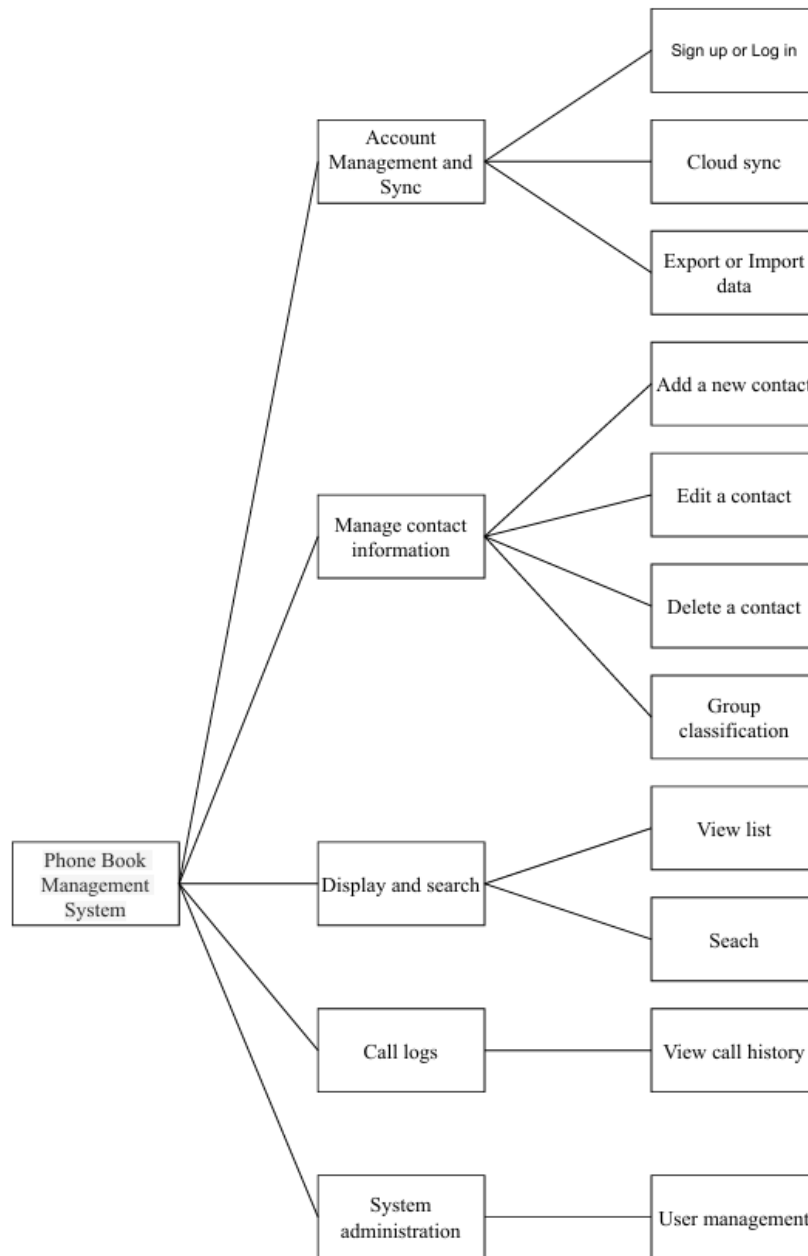 Sign up or Log in
Account
Management and
Sync
Cloud sync
Export or Import
data
Add a new contact
Edit a contact
Manage contact
information
Delete a contact
Group
classification
View list
Phone Book
Management
System
Display and search
Seach
Call logs
View call history
System
administration
User management